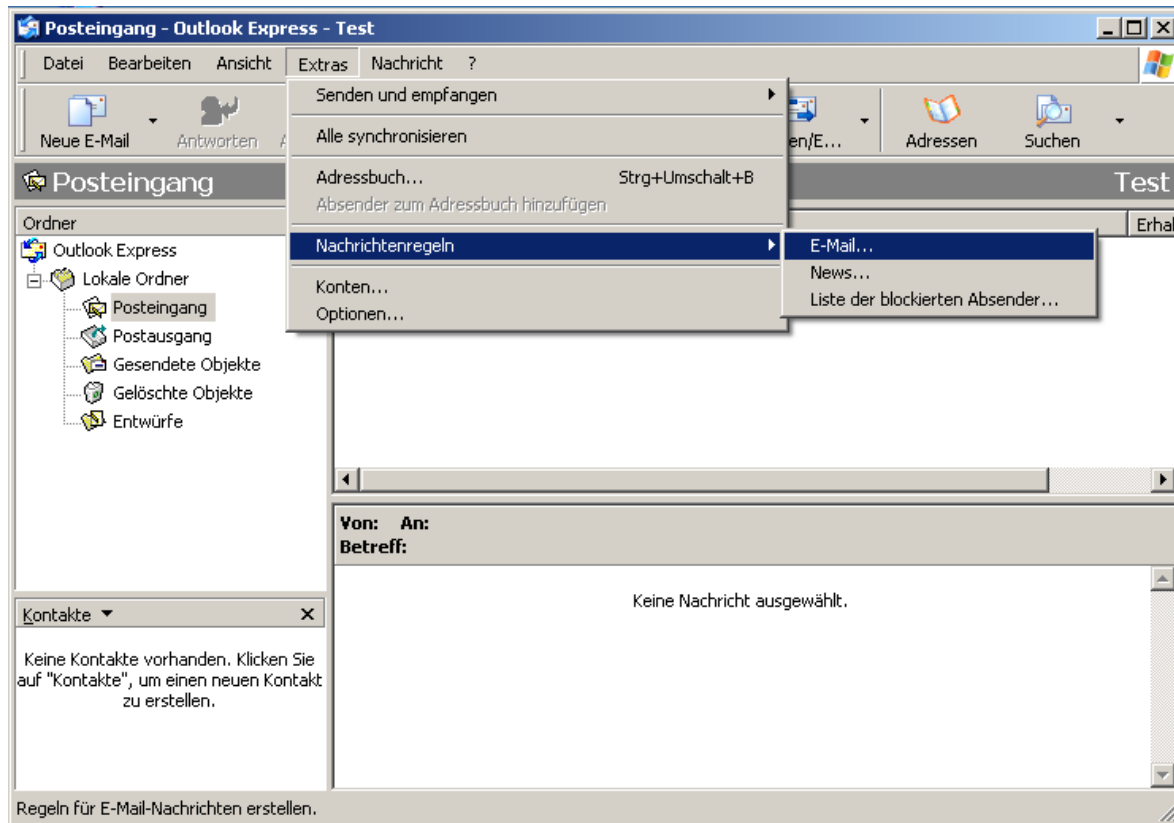 Posteingang - Outlook Express - Test
Datei Bearbeiten Ansicht Extras Nachricht ?
Neue E-Mail Antworten en/E... Adressen Suchen
Senden und empfangen
Alle synchronisieren
Adressbuch... Strg+Umschalt+B
Absender zum Adressbuch hinzufügen
Nachrichtenregeln
Konten...
Optionen...
E-Mail...
News...
Liste der blockierten Absender...
Posteingang Test
Ordner Erhal
Outlook Express
Lokale Ordner
Posteingang
Postausgang
Gesendete Objekte
Gelöschte Objekte
Entwürfe
Von: An:
Betreff:
Keine Nachricht ausgewählt.
Kontakte
Keine Kontakte vorhanden. Klicken Sie
auf "Kontakte", um einen neuen Kontakt
zu erstellen.
Regeln für E-Mail-Nachrichten erstellen.